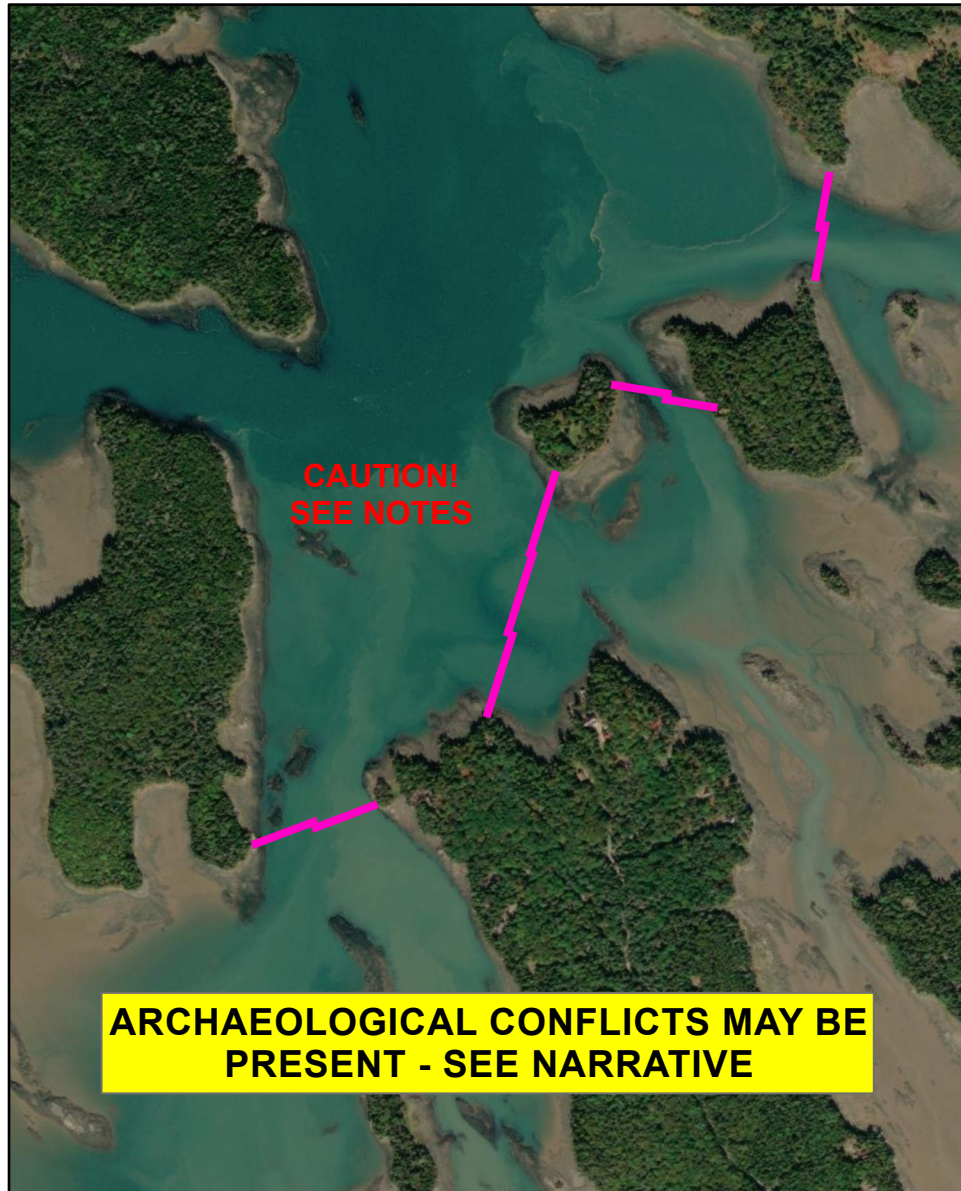 CAUTION!
SEE NOTES
ARCHAEOLOGICAL CONFLICTS MAY BE
PRESENT - SEE NARRATIVE